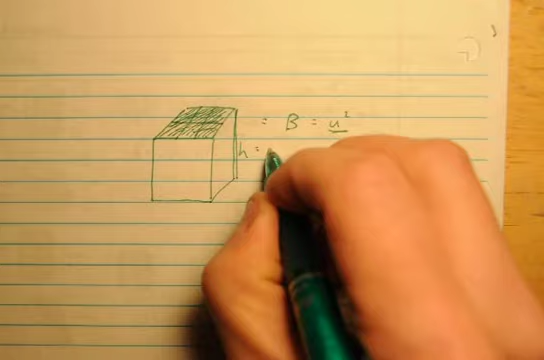 = B = u²
h =